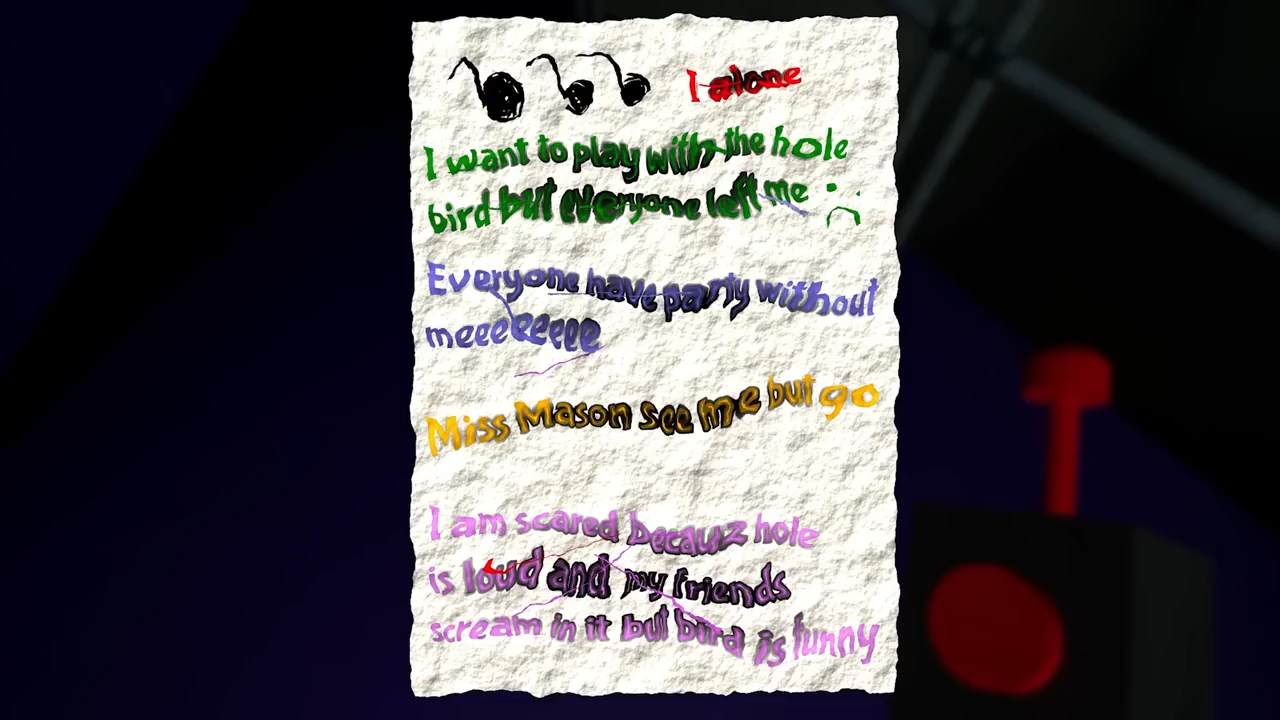 I alone
I want to play with the hole
bird but everyone left me :(
Everyone have party without
meeeeeeee
Miss Mason see me but go
I am scared becauz hole
is loud and my friends
scream in it but bird is funny